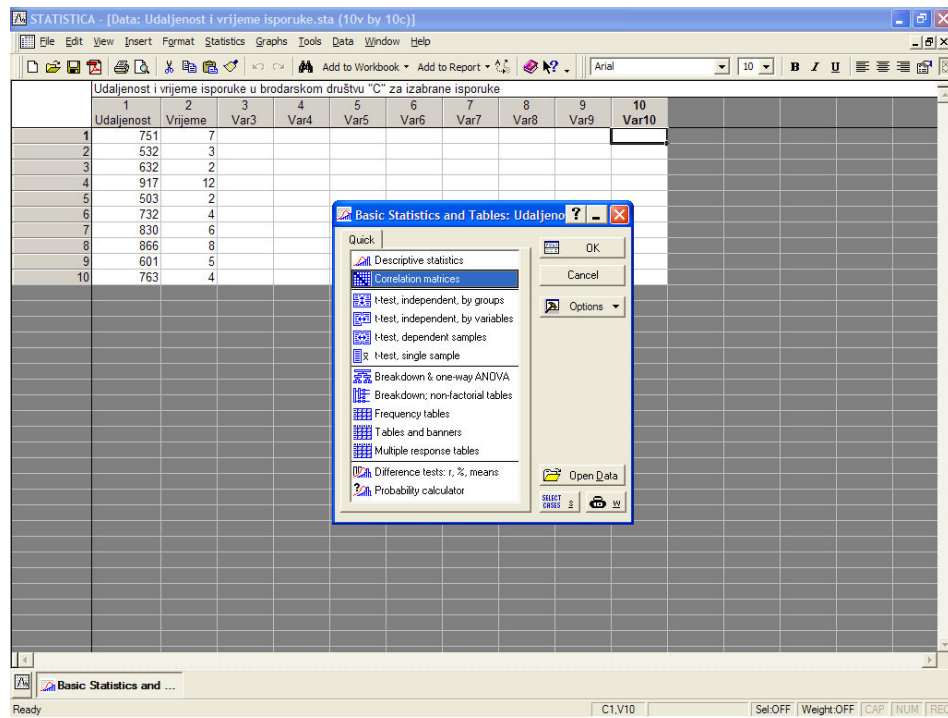 STATISTICA - [Data: Udaljenost i vrijeme isporuke.sta (10v by 10c)]
File Edit View Insert Format Statistics Graphs Tools Data Window Help
Add to Workbook Add to Report Arial 10 B I U
Udaljenost i vrijeme isporuke u brodarskom društvu "C" za izabrane isporuke
1 2 3 4 5 6 7 8 9 10
Udaljenost Vrijeme Var3 Var4 Var5 Var6 Var7 Var8 Var9 Var10
1 751 7
2 532 3
3 632 2
4 917 12
5 503 2
6 732 4
7 830 6
8 866 8
9 601 5
10 763 4
Basic Statistics and Tables: Udaljeno
Quick
Descriptive statistics
Correlation matrices
t-test, independent, by groups
t-test, independent, by variables
t-test, dependent samples
t-test, single sample
Breakdown & one-way ANOVA
Breakdown; non-factorial tables
Frequency tables
Tables and banners
Multiple response tables
Difference tests: r, %, means
Probability calculator
OK
Cancel
Options
Open Data
SELECT CASES S
W
Basic Statistics and ...
Ready C1,V10 Sel:OFF Weight:OFF CAP NUM REC